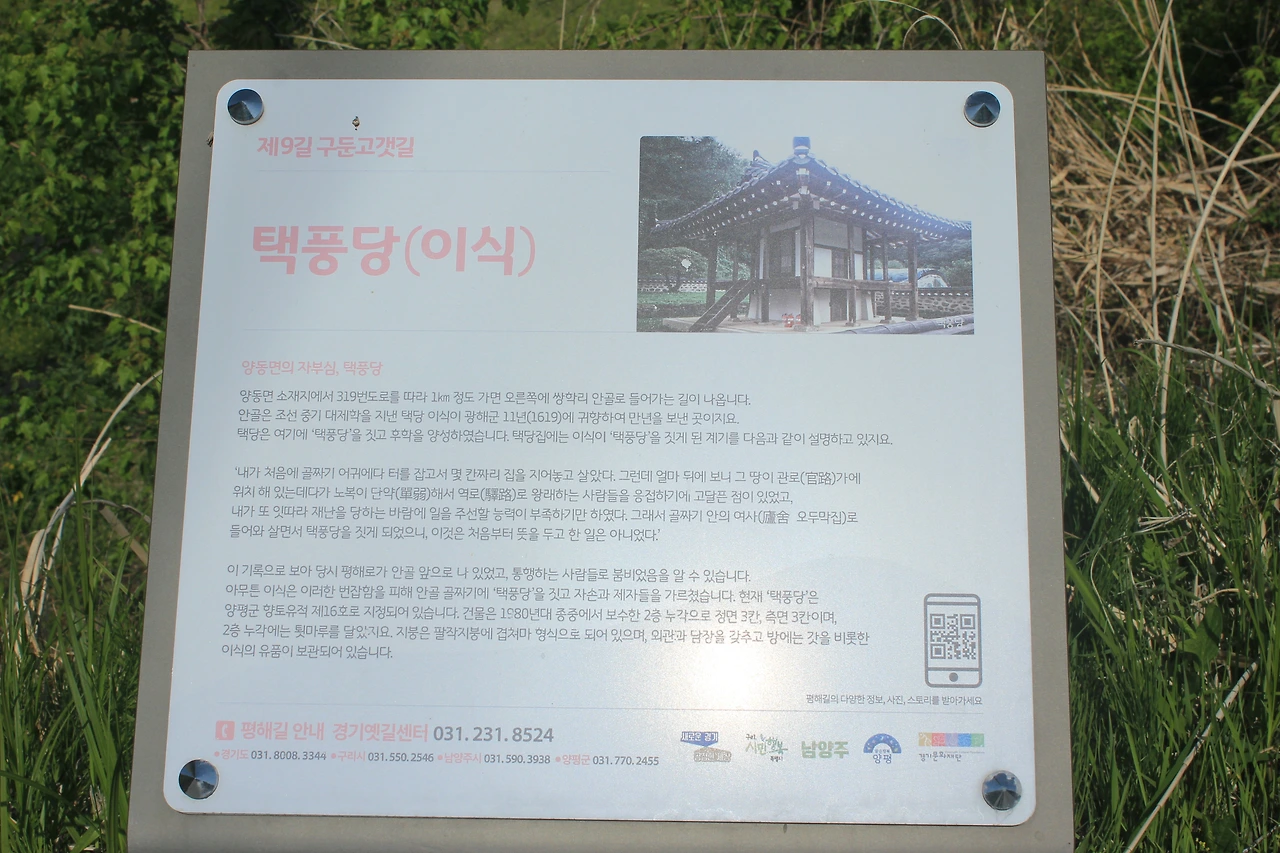 제9길 구둔고갯길
택풍당(이식)
택풍당
양동면의 자부심, 택풍당
양동면 소재지에서 319번도로를 따라 1km 정도 가면 오른쪽에 쌍학리 안골로 들어가는 길이 나옵니다.
안골은 조선 중기 대제학을 지낸 택당 이식이 광해군 11년(1619)에 귀향하여 만년을 보낸 곳이지요.
택당은 여기에 ‘택풍당’을 짓고 후학을 양성하였습니다. 택당집에는 이식이 ‘택풍당’을 짓게 된 계기를 다음과 같이 설명하고 있지요.
‘내가 처음에 골짜기 어귀에다 터를 잡고서 몇 칸짜리 집을 지어놓고 살았다. 그런데 얼마 뒤에 보니 그 땅이 관로(官路)가에
위치 해 있는데다가 노복이 단약(單弱)해서 역로(驛路)로 왕래하는 사람들을 응접하기에 고달픈 점이 있었고,
내가 또 잇따라 재난을 당하는 바람에 일을 주선할 능력이 부족하기만 하였다. 그래서 골짜기 안의 여사(廬舍 오두막집)로
들어와 살면서 택풍당을 짓게 되었으니, 이것은 처음부터 뜻을 두고 한 일은 아니었다.’
이 기록으로 보아 당시 평해로가 안골 앞으로 나 있었고, 통행하는 사람들로 붐비었음을 알 수 있습니다.
아무튼 이식은 이러한 번잡함을 피해 안골 골짜기에 ‘택풍당’을 짓고 자손과 제자들을 가르쳤습니다. 현재 ‘택풍당’은
양평군 향토유적 제16호로 지정되어 있습니다. 건물은 1980년대 중중에서 보수한 2층 누각으로 정면 3칸, 측면 3칸이며,
2층 누각에는 툇마루를 달았지요. 지붕은 팔작지붕에 겹처마 형식으로 되어 있으며, 외관과 담장을 갖추고 방에는 갓을 비롯한
이식의 유품이 보관되어 있습니다.
평해길의 다양한 정보, 사진, 스토리를 받아가세요
평해길 안내 경기옛길센터 031. 231. 8524
•경기도 031. 8008. 3344 •구리시 031. 550. 2546 •남양주시 031. 590. 3938 •양평군 031. 770. 2455
새로운 경기
구리, 시민행복 특별시
남양주
양평
경기문화재단